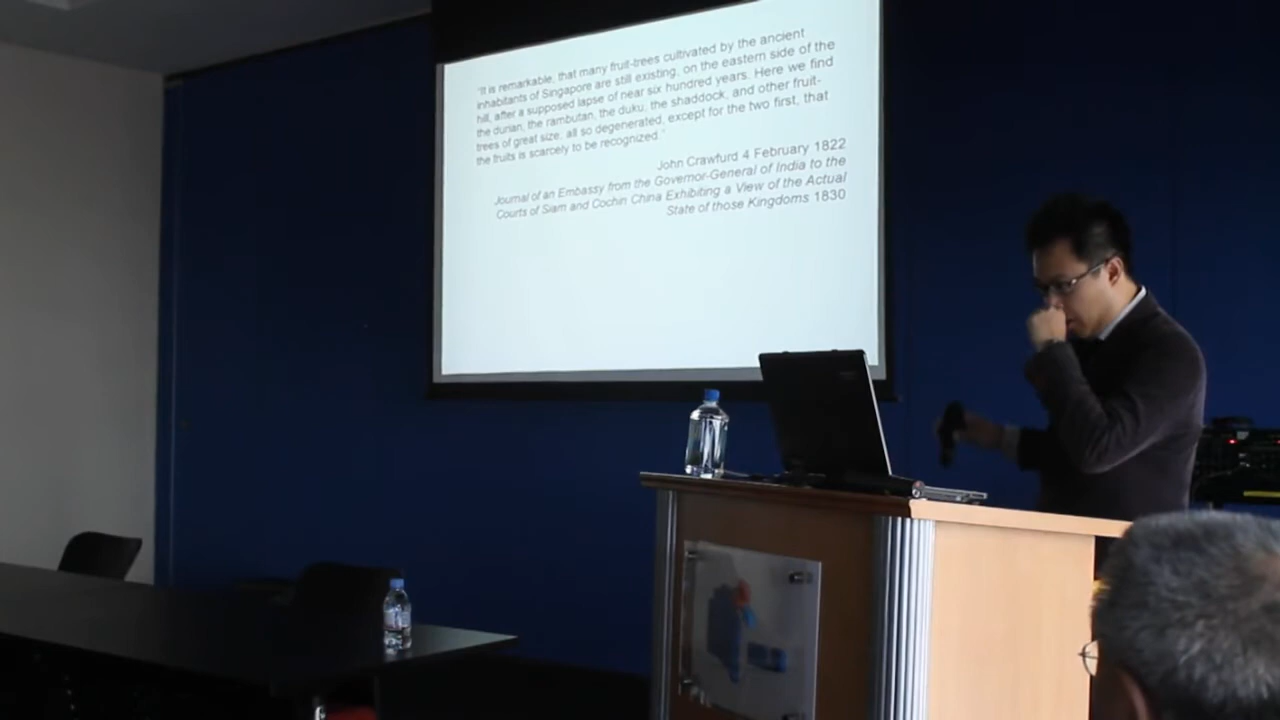 "It is remarkable, that many fruit-trees cultivated by the ancient
inhabitants of Singapore are still existing, on the eastern side of the
hill, after a supposed lapse of near six hundred years. Here we find
the durian, the rambutan, the duku, the shaddock, and other fruit-
trees of great size; all so degenerated, except for the two first, that
the fruits is scarcely to be recognized."
John Crawfurd 4 February 1822
Journal of an Embassy from the Governor-General of India to the
Courts of Siam and Cochin China Exhibiting a View of the Actual
State of those Kingdoms 1830